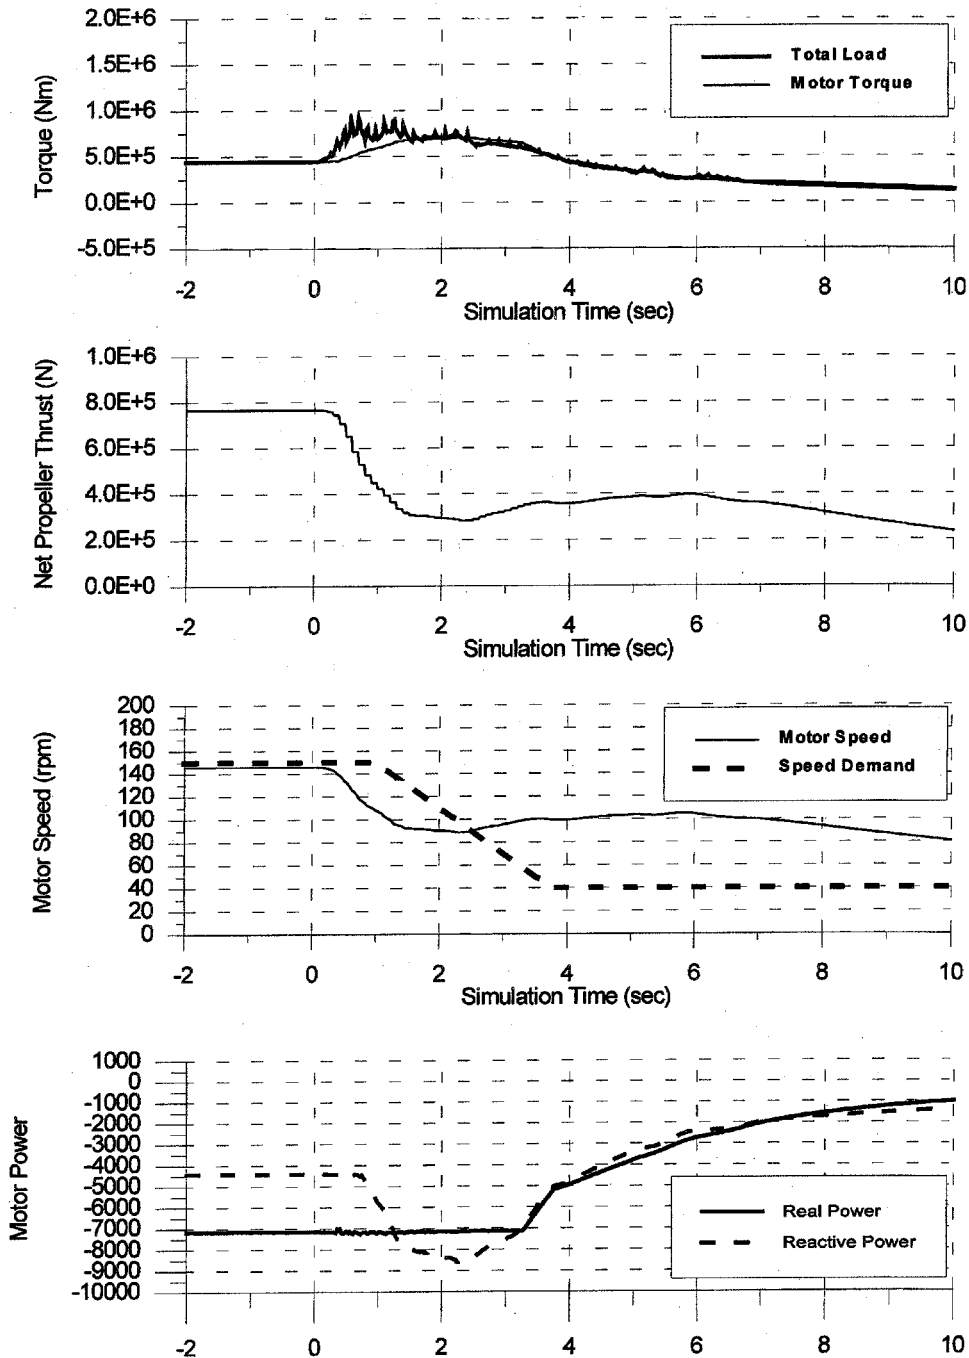 2.0E+6
1.5E+6
1.0E+6
5.0E+5
0.0E+0
-5.0E+5
Torque (Nm)
Total Load
Motor Torque
-2 0 2 4 6 8 10
Simulation Time (sec)
1.0E+6
8.0E+5
6.0E+5
4.0E+5
2.0E+5
0.0E+0
Net Propeller Thrust (N)
-2 0 2 4 6 8 10
Simulation Time (sec)
200
180
160
140
120
100
80
60
40
20
0
Motor Speed (rpm)
Motor Speed
Speed Demand
-2 0 2 4 6 8 10
Simulation Time (sec)
1000
0
-1000
-2000
-3000
-4000
-5000
-6000
-7000
-8000
-9000
-10000
Motor Power
Real Power
Reactive Power
-2 0 2 4 6 8 10